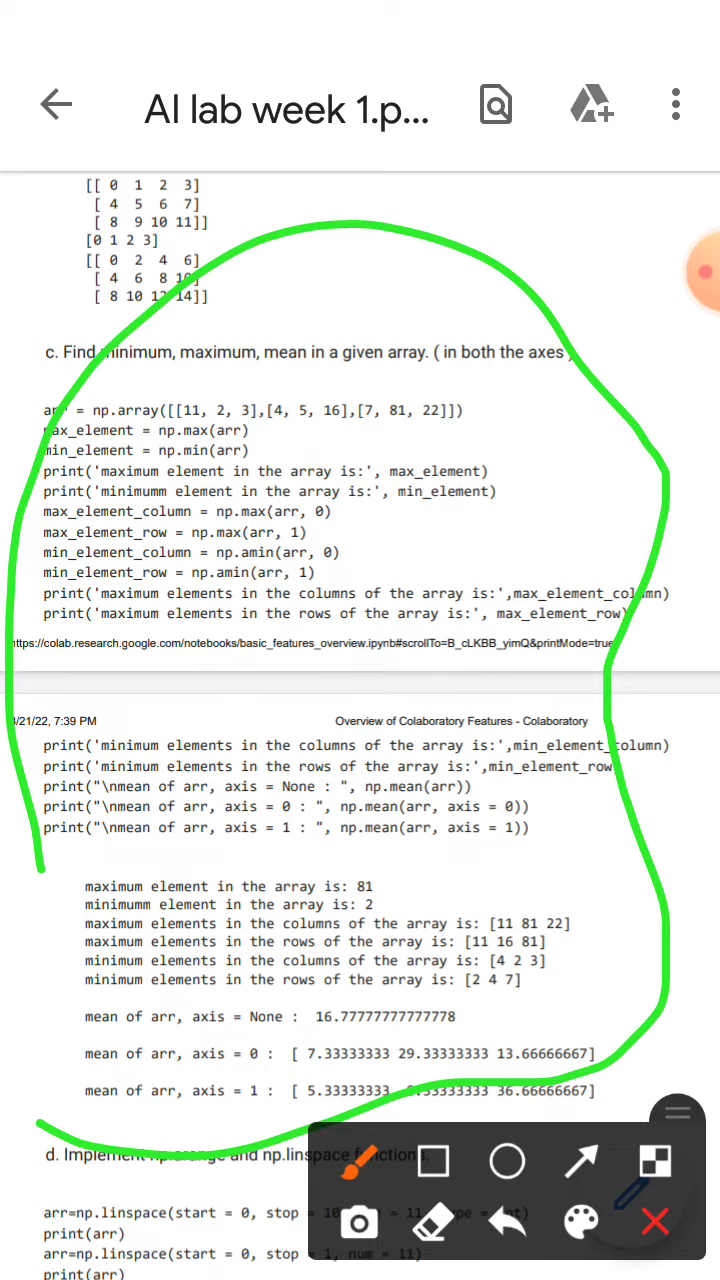 AI lab week 1.p...
[[ 0 1 2 3]
[ 4 5 6 7]
[ 8 9 10 11]]
[0 1 2 3]
[[ 0 2 4 6]
[ 4 6 8 10]
[ 8 10 12 14]]
c. Find minimum, maximum, mean in a given array. ( in both the axes )
arr = np.array([[11, 2, 3],[4, 5, 16],[7, 81, 22]])
max_element = np.max(arr)
min_element = np.min(arr)
print('maximum element in the array is:', max_element)
print('minimumm element in the array is:', min_element)
max_element_column = np.max(arr, 0)
max_element_row = np.max(arr, 1)
min_element_column = np.amin(arr, 0)
min_element_row = np.amin(arr, 1)
print('maximum elements in the columns of the array is:',max_element_column)
print('maximum elements in the rows of the array is:', max_element_row)
https://colab.research.google.com/notebooks/basic_features_overview.ipynb#scrollTo=B_cLKBB_yimQ&printMode=true
/21/22, 7:39 PM Overview of Colaboratory Features - Colaboratory
print('minimum elements in the columns of the array is:',min_element_column)
print('minimum elements in the rows of the array is:',min_element_row
print("\nmean of arr, axis = None : ", np.mean(arr))
print("\nmean of arr, axis = 0 : ", np.mean(arr, axis = 0))
print("\nmean of arr, axis = 1 : ", np.mean(arr, axis = 1))
maximum element in the array is: 81
minimumm element in the array is: 2
maximum elements in the columns of the array is: [11 81 22]
maximum elements in the rows of the array is: [11 16 81]
minimum elements in the columns of the array is: [4 2 3]
minimum elements in the rows of the array is: [2 4 7]
mean of arr, axis = None : 16.77777777777778
mean of arr, axis = 0 : [ 7.33333333 29.33333333 13.66666667]
mean of arr, axis = 1 : [ 5.33333333 8.33333333 36.66666667]
d. Implement np.arange and np.linspace functions.
arr=np.linspace(start = 0, stop = 10 = 11
print(arr)
arr=np.linspace(start = 0, stop = 1, num = 11)
print(arr)